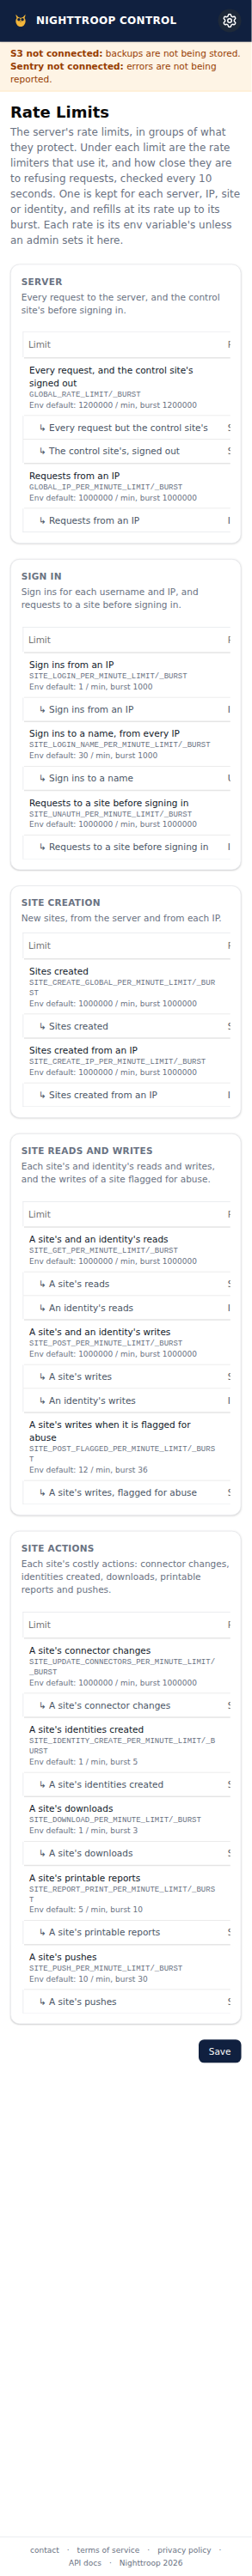 NIGHTTROOP CONTROL
S3 not connected: backups are not being stored.
Sentry not connected: errors are not being
reported.
Rate Limits
The server's rate limits, in groups of what
they protect. Under each limit are the rate
limiters that use it, and how close they are
to refusing requests, checked every 10
seconds. One is kept for each server, IP, site
or identity, and refills at its rate up to its
burst. Each rate is its env variable's unless
an admin sets it here.
SERVER
Every request to the server, and the control
site's before signing in.
Limit
Every request, and the control site's
signed out
GLOBAL_RATE_LIMIT/_BURST
Env default: 1200000 / min, burst 1200000
↳ Every request but the control site's
↳ The control site's, signed out
Requests from an IP
GLOBAL_IP_PER_MINUTE_LIMIT/_BURST
Env default: 1000000 / min, burst 1000000
↳ Requests from an IP
SIGN IN
Sign ins for each username and IP, and
requests to a site before signing in.
Limit
Sign ins from an IP
SITE_LOGIN_PER_MINUTE_LIMIT/_BURST
Env default: 1 / min, burst 1000
↳ Sign ins from an IP
Sign ins to a name, from every IP
SITE_LOGIN_NAME_PER_MINUTE_LIMIT/_BURST
Env default: 30 / min, burst 1000
↳ Sign ins to a name
Requests to a site before signing in
SITE_UNAUTH_PER_MINUTE_LIMIT/_BURST
Env default: 1000000 / min, burst 1000000
↳ Requests to a site before signing in
SITE CREATION
New sites, from the server and from each IP.
Limit
Sites created
SITE_CREATE_GLOBAL_PER_MINUTE_LIMIT/_BUR
ST
Env default: 1000000 / min, burst 1000000
↳ Sites created
Sites created from an IP
SITE_CREATE_IP_PER_MINUTE_LIMIT/_BURST
Env default: 1000000 / min, burst 1000000
↳ Sites created from an IP
SITE READS AND WRITES
Each site's and identity's reads and writes,
and the writes of a site flagged for abuse.
Limit
A site's and an identity's reads
SITE_GET_PER_MINUTE_LIMIT/_BURST
Env default: 1000000 / min, burst 1000000
↳ A site's reads
↳ An identity's reads
A site's and an identity's writes
SITE_POST_PER_MINUTE_LIMIT/_BURST
Env default: 1000000 / min, burst 1000000
↳ A site's writes
↳ An identity's writes
A site's writes when it is flagged for
abuse
SITE_POST_FLAGGED_PER_MINUTE_LIMIT/_BURS
T
Env default: 12 / min, burst 36
↳ A site's writes, flagged for abuse
SITE ACTIONS
Each site's costly actions: connector changes,
identities created, downloads, printable
reports and pushes.
Limit
A site's connector changes
SITE_UPDATE_CONNECTORS_PER_MINUTE_LIMIT/
_BURST
Env default: 1000000 / min, burst 1000000
↳ A site's connector changes
A site's identities created
SITE_IDENTITY_CREATE_PER_MINUTE_LIMIT/_B
URST
Env default: 1 / min, burst 5
↳ A site's identities created
A site's downloads
SITE_DOWNLOAD_PER_MINUTE_LIMIT/_BURST
Env default: 1 / min, burst 3
↳ A site's downloads
A site's printable reports
SITE_REPORT_PRINT_PER_MINUTE_LIMIT/_BURS
T
Env default: 5 / min, burst 10
↳ A site's printable reports
A site's pushes
SITE_PUSH_PER_MINUTE_LIMIT/_BURST
Env default: 10 / min, burst 30
↳ A site's pushes
Save
contact · terms of service · privacy policy ·
API docs · Nighttroop 2026